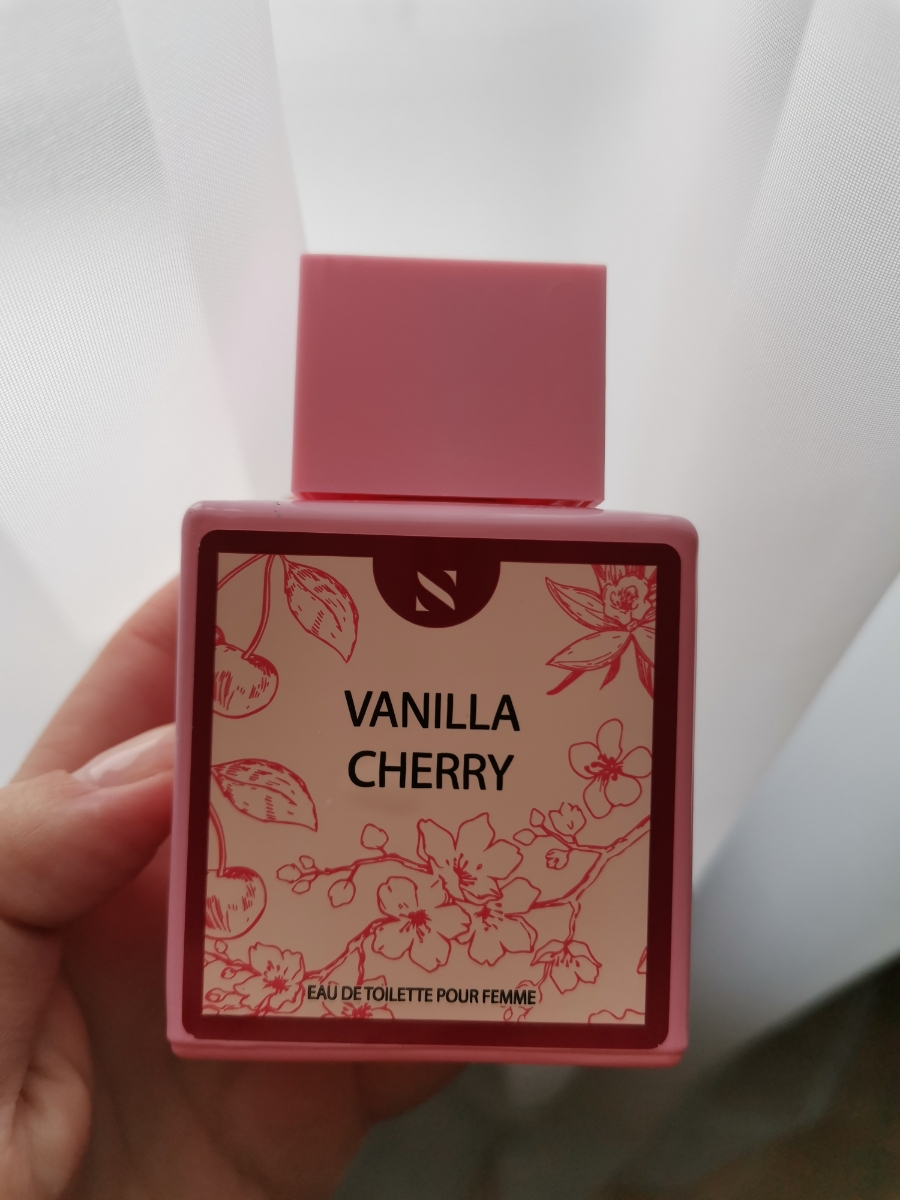 S
VANILLA
CHERRY
EAU DE TOILETTE POUR FEMME